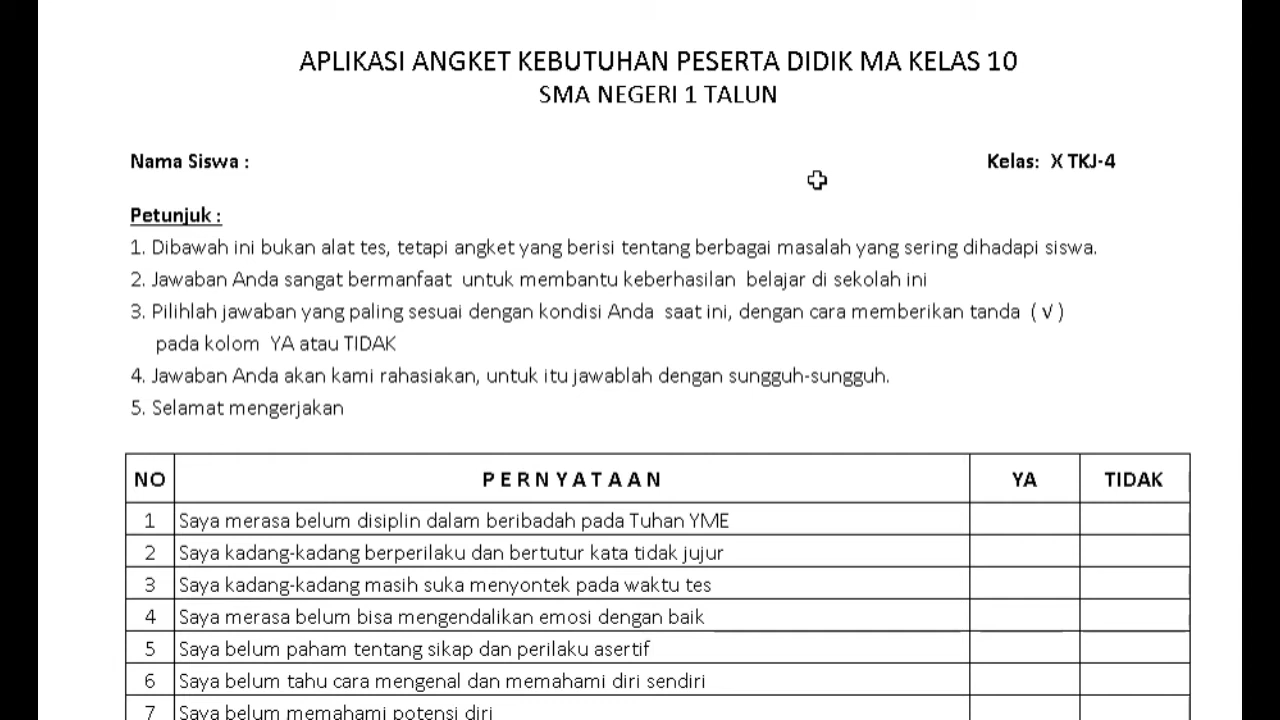 APLIKASI ANGKET KEBUTUHAN PESERTA DIDIK MA KELAS 10
SMA NEGERI 1 TALUN
Nama Siswa : Kelas: X TKJ-4
Petunjuk :
1. Dibawah ini bukan alat tes, tetapi angket yang berisi tentang berbagai masalah yang sering dihadapi siswa.
2. Jawaban Anda sangat bermanfaat untuk membantu keberhasilan belajar di sekolah ini
3. Pilihlah jawaban yang paling sesuai dengan kondisi Anda saat ini, dengan cara memberikan tanda ( √ )
pada kolom YA atau TIDAK
4. Jawaban Anda akan kami rahasiakan, untuk itu jawablah dengan sungguh-sungguh.
5. Selamat mengerjakan
NO P E R N Y A T A A N YA TIDAK
1 Saya merasa belum disiplin dalam beribadah pada Tuhan YME
2 Saya kadang-kadang berperilaku dan bertutur kata tidak jujur
3 Saya kadang-kadang masih suka menyontek pada waktu tes
4 Saya merasa belum bisa mengendalikan emosi dengan baik
5 Saya belum paham tentang sikap dan perilaku asertif
6 Saya belum tahu cara mengenal dan memahami diri sendiri
7 Saya belum memahami potensi diri